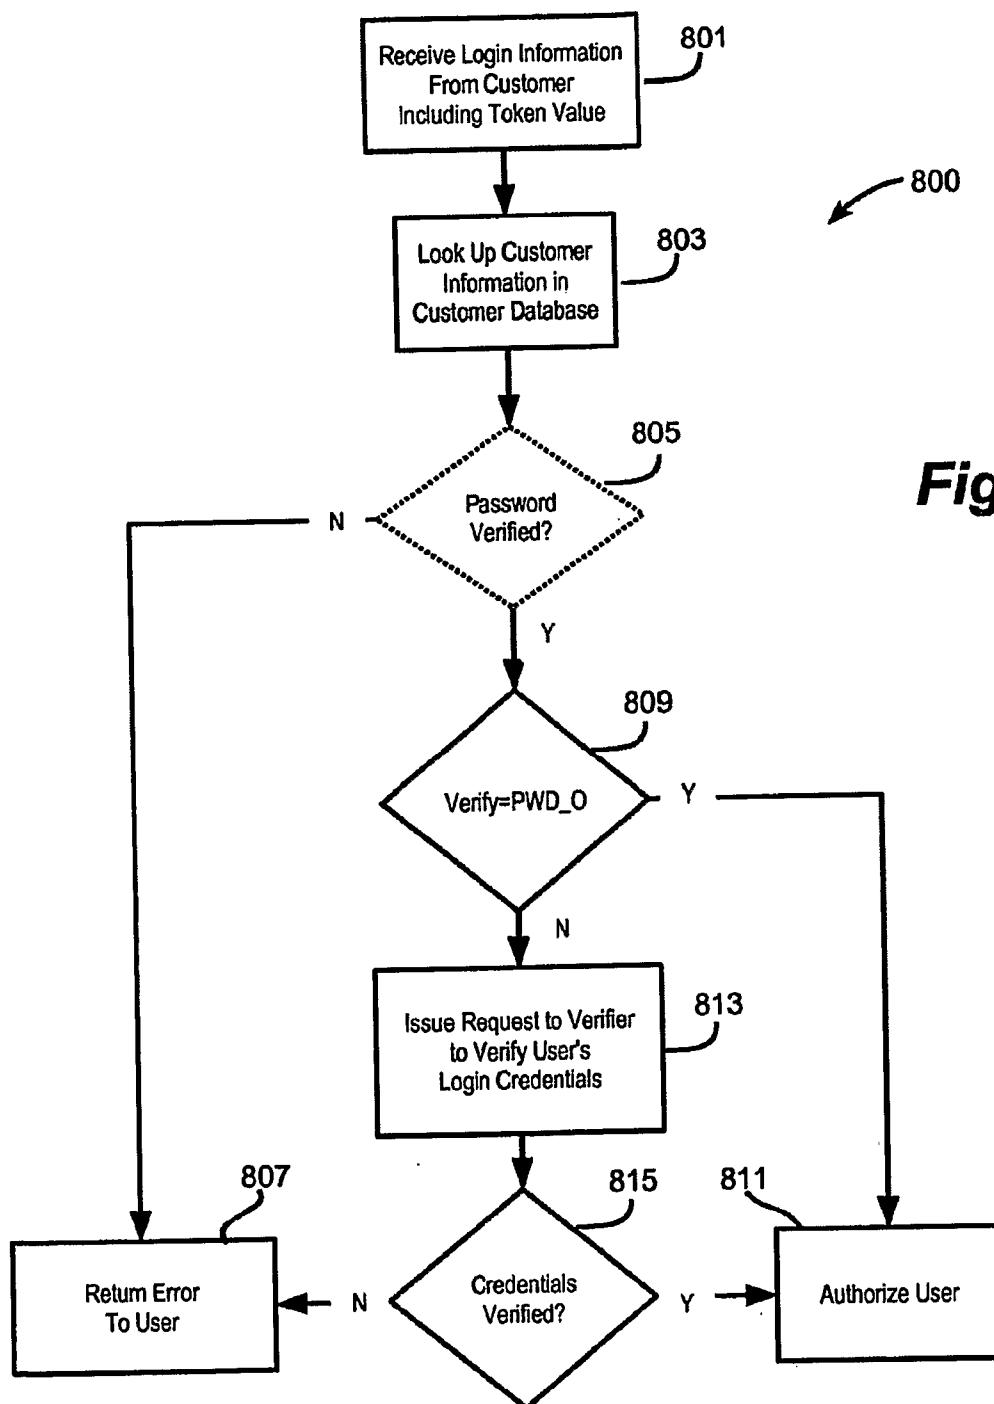 Receive Login Information
From Customer
Including Token Value
801
800
Look Up Customer
Information in
Customer Database
803
805
Password
Verified?
N
Y
Fig
809
Verify=PWD_O
Y
N
Issue Request to Verifier
to Verify User's
Login Credentials
813
807
815
811
Return Error
To User
N
Credentials
Verified?
Y
Authorize User